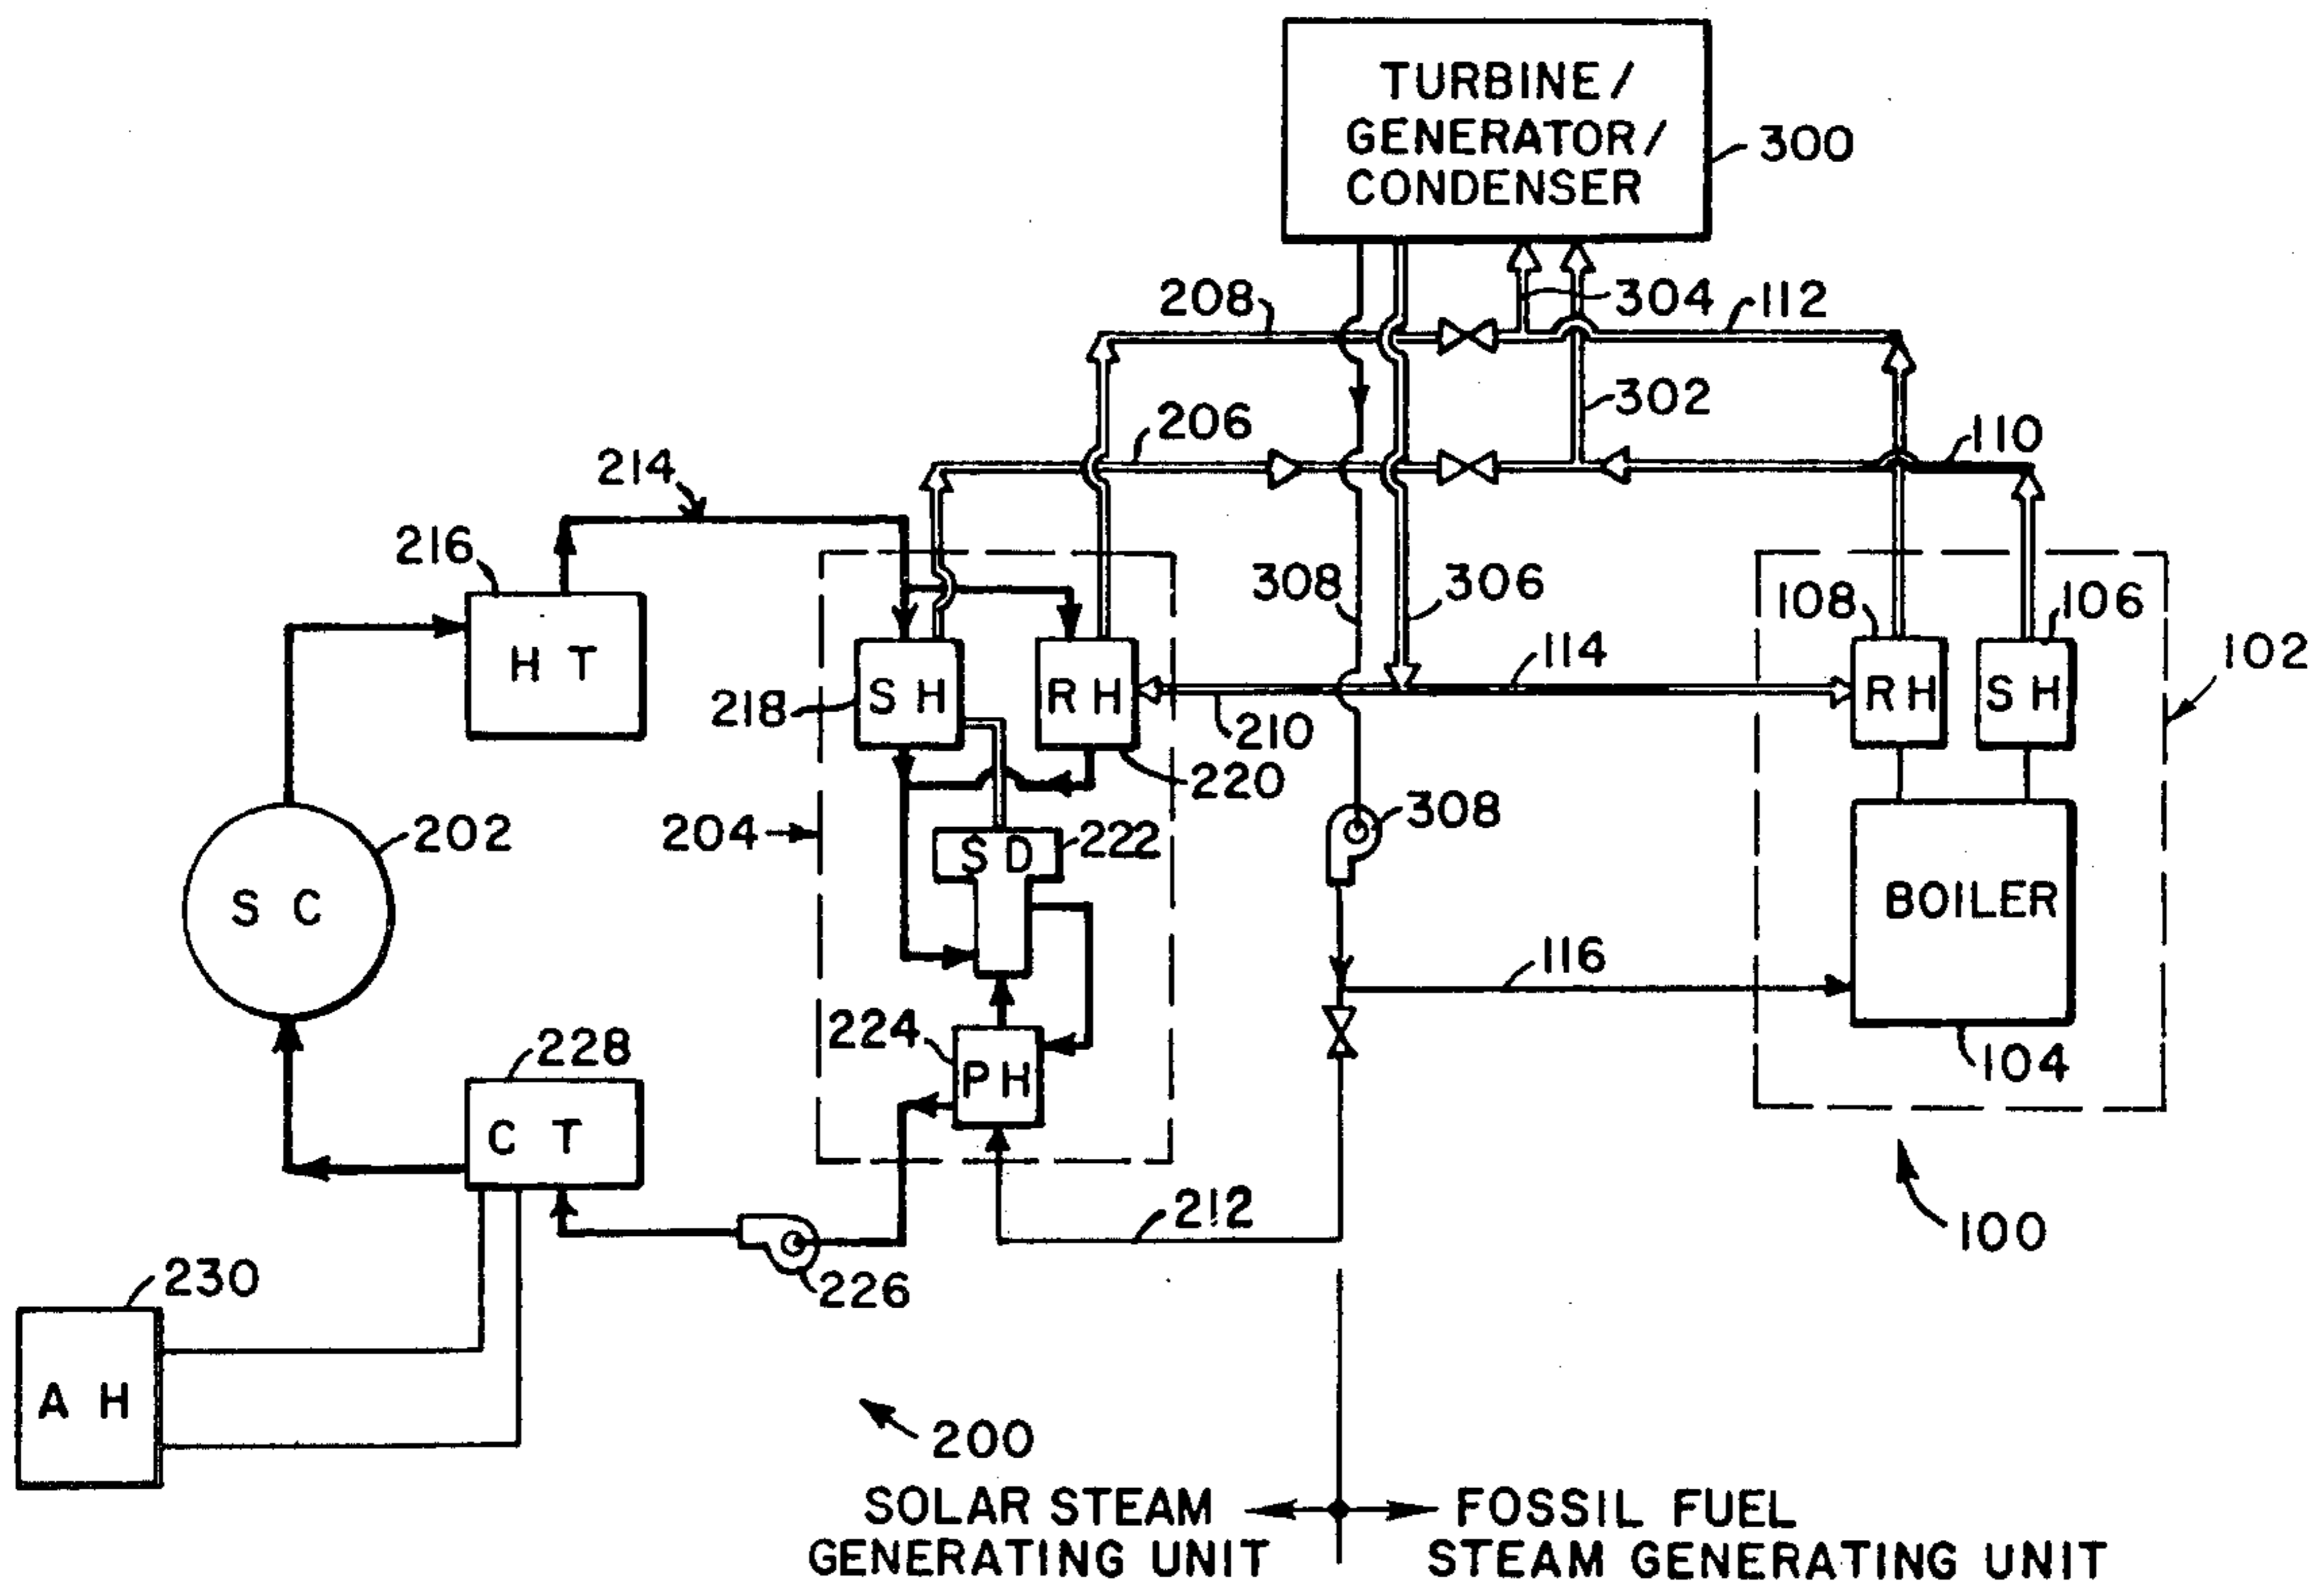 TURBINE/
GENERATOR/
CONDENSER
300
208
304
112
302
206
110
214
216
308
306
108
106
H T
114
102
218
S H
R H
R H
S H
210
220
204
202
S D
222
308
S C
BOILER
116
224
228
P H
104
C T
212
100
230
226
A H
200
SOLAR STEAM
GENERATING UNIT
FOSSIL FUEL
STEAM GENERATING UNIT